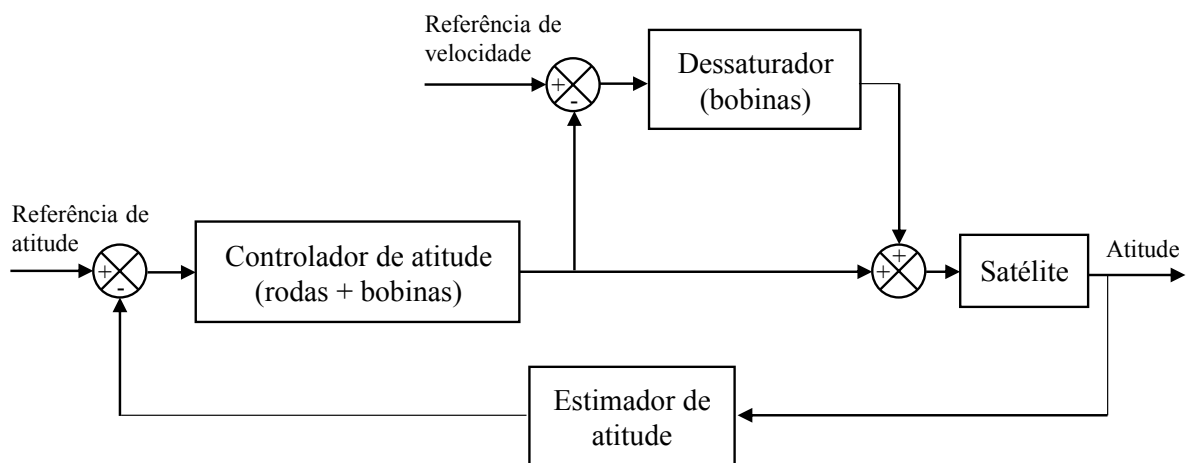 Referência de
velocidade
+
-
Dessaturador
(bobinas)
Referência de
atitude
+
-
Controlador de atitude
(rodas + bobinas)
+
+
Satélite
Atitude
Estimador de
atitude